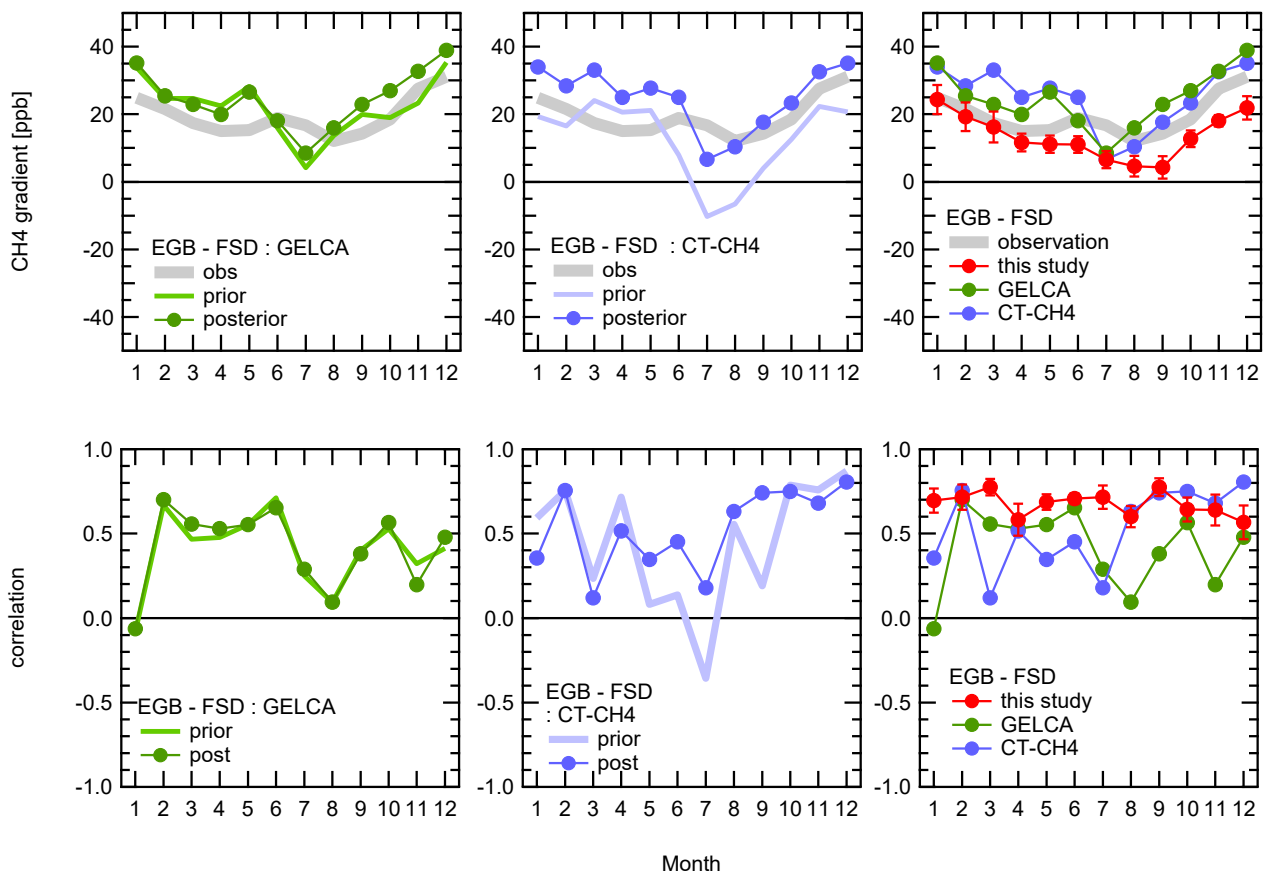 CH4 gradient [ppb]
40
20
0
-20
-40
EGB - FSD : GELCA
obs
prior
posterior
1 2 3 4 5 6 7 8 9 10 11 12
40
20
0
-20
-40
EGB - FSD : CT-CH4
obs
prior
posterior
1 2 3 4 5 6 7 8 9 10 11 12
40
20
0
-20
-40
EGB - FSD
observation
this study
GELCA
CT-CH4
1 2 3 4 5 6 7 8 9 10 11 12
correlation
1.0
0.5
0.0
-0.5
-1.0
EGB - FSD : GELCA
prior
post
1 2 3 4 5 6 7 8 9 10 11 12
1.0
0.5
0.0
-0.5
-1.0
EGB - FSD
: CT-CH4
prior
post
1 2 3 4 5 6 7 8 9 10 11 12
1.0
0.5
0.0
-0.5
-1.0
EGB - FSD
this study
GELCA
CT-CH4
1 2 3 4 5 6 7 8 9 10 11 12
Month